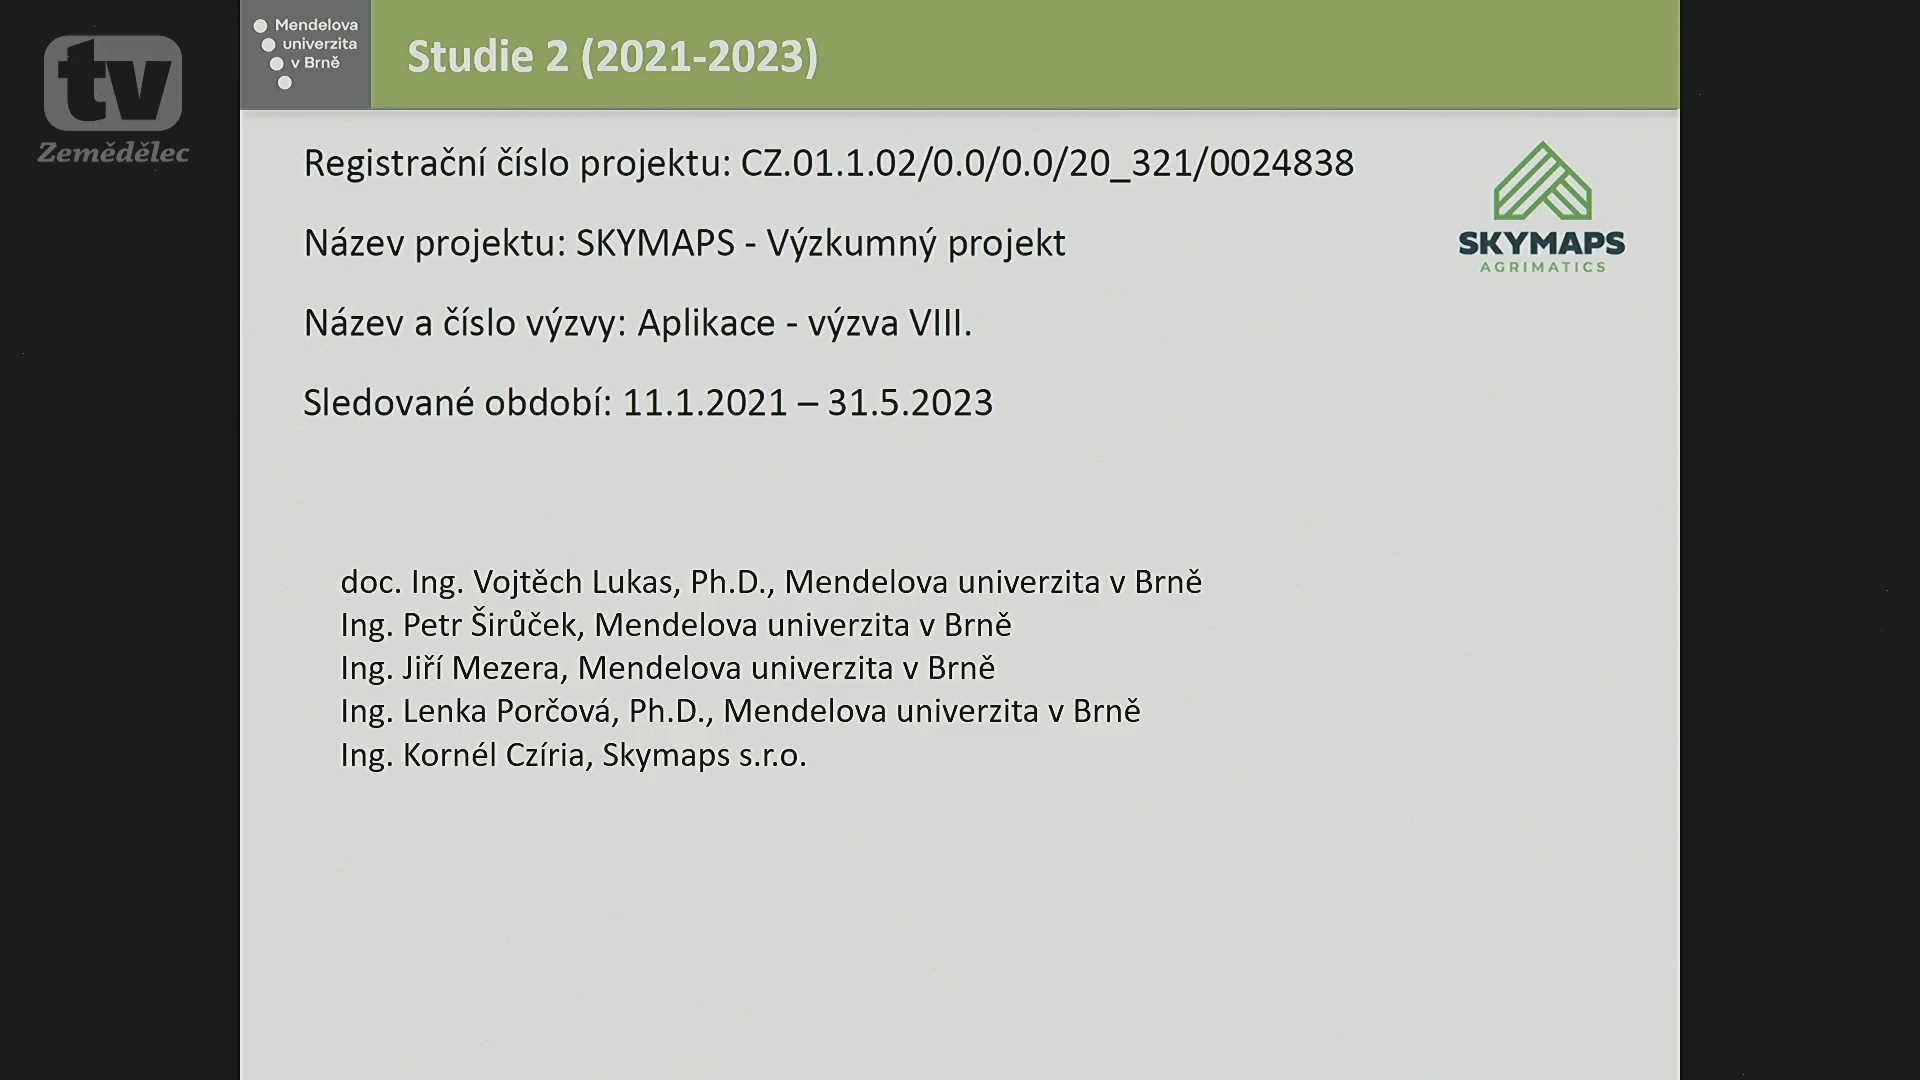 tv
Zemědělec
Mendelova
univerzita
v Brně
Studie 2 (2021-2023)
Registrační číslo projektu: CZ.01.1.02/0.0/0.0/20_321/0024838
Název projektu: SKYMAPS - Výzkumný projekt
Název a číslo výzvy: Aplikace - výzva VIII.
Sledované období: 11.1.2021 – 31.5.2023
SKYMAPS
AGRIMATICS
doc. Ing. Vojtěch Lukas, Ph.D., Mendelova univerzita v Brně
Ing. Petr Širůček, Mendelova univerzita v Brně
Ing. Jiří Mezera, Mendelova univerzita v Brně
Ing. Lenka Porčová, Ph.D., Mendelova univerzita v Brně
Ing. Kornél Czíria, Skymaps s.r.o.